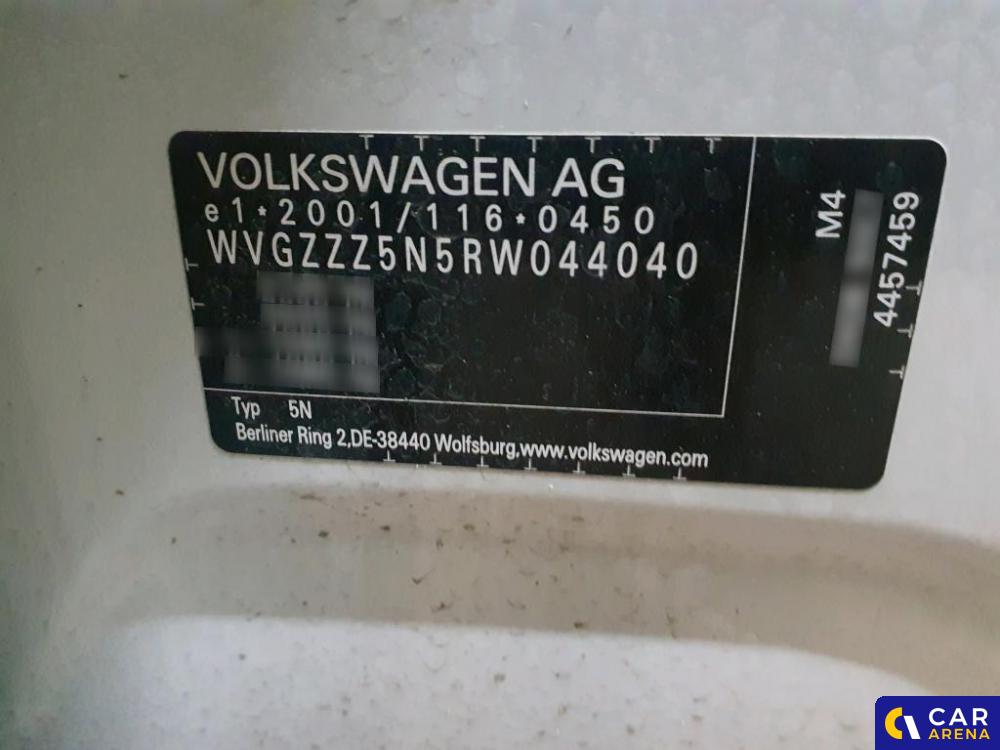 VOLKSWAGEN AG
e1*2001/116*0450
WVGZZZ5N5RW044040
Typ 5N
Berliner Ring 2,DE-38440 Wolfsburg,www.volkswagen.com
M4
4457459
CAR
ARENA